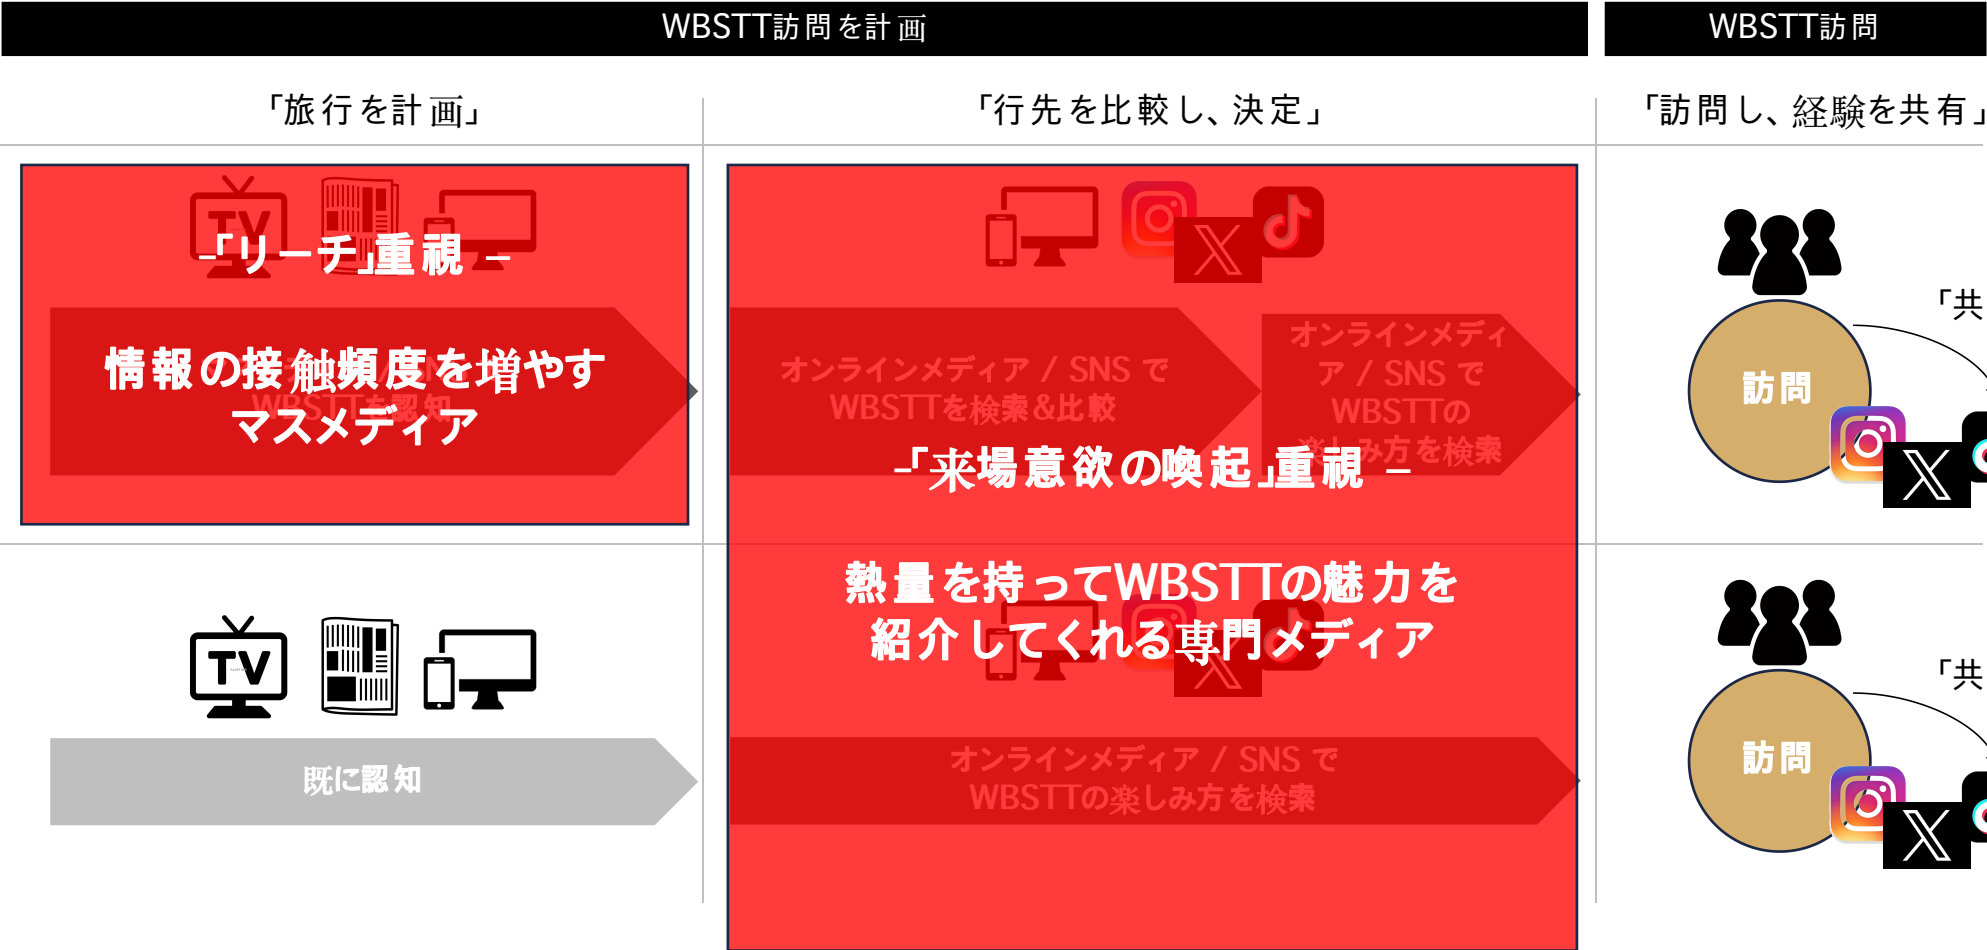 WBSTT訪問を計画
WBSTT訪問
「旅行を計画」
「行先を比較し、決定」
「訪問し、経験を共有」
TV
–「リーチ」重視 –
情報の接触頻度を増やす
マスメディア
WBSTTを認知
オンラインメディア / SNS で
WBSTTを検索&比較
オンラインメディ
ア / SNS で
WBSTTの
楽しみ方を検索
–「来場意欲の喚起」重視 –
熱量を持ってWBSTTの魅力を
紹介してくれる専門メディア
「共
訪問
TV
既に認知
オンラインメディア / SNS で
WBSTTの楽しみ方を検索
「共
訪問